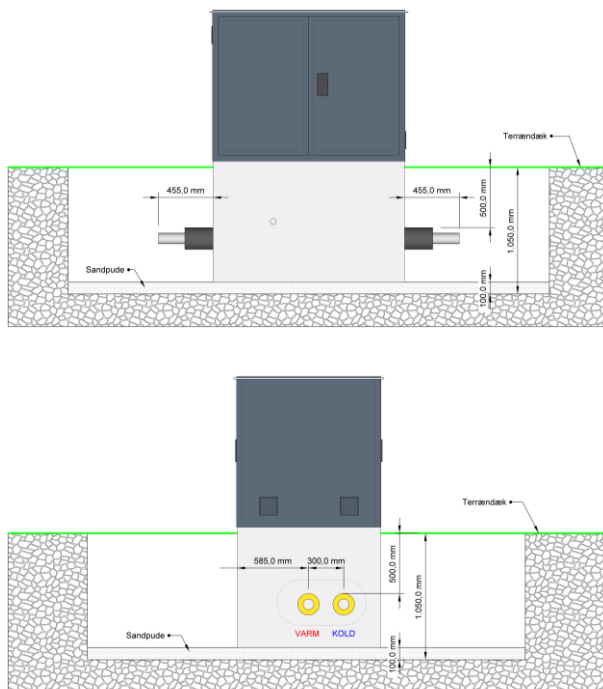 Terrændæk
455,0 mm
455,0 mm
500,0 mm
1.050,0 mm
Sandpude
100,0 mm
Terrændæk
585,0 mm
300,0 mm
500,0 mm
1.050,0 mm
VARM
KOLD
Sandpude
100,0 mm